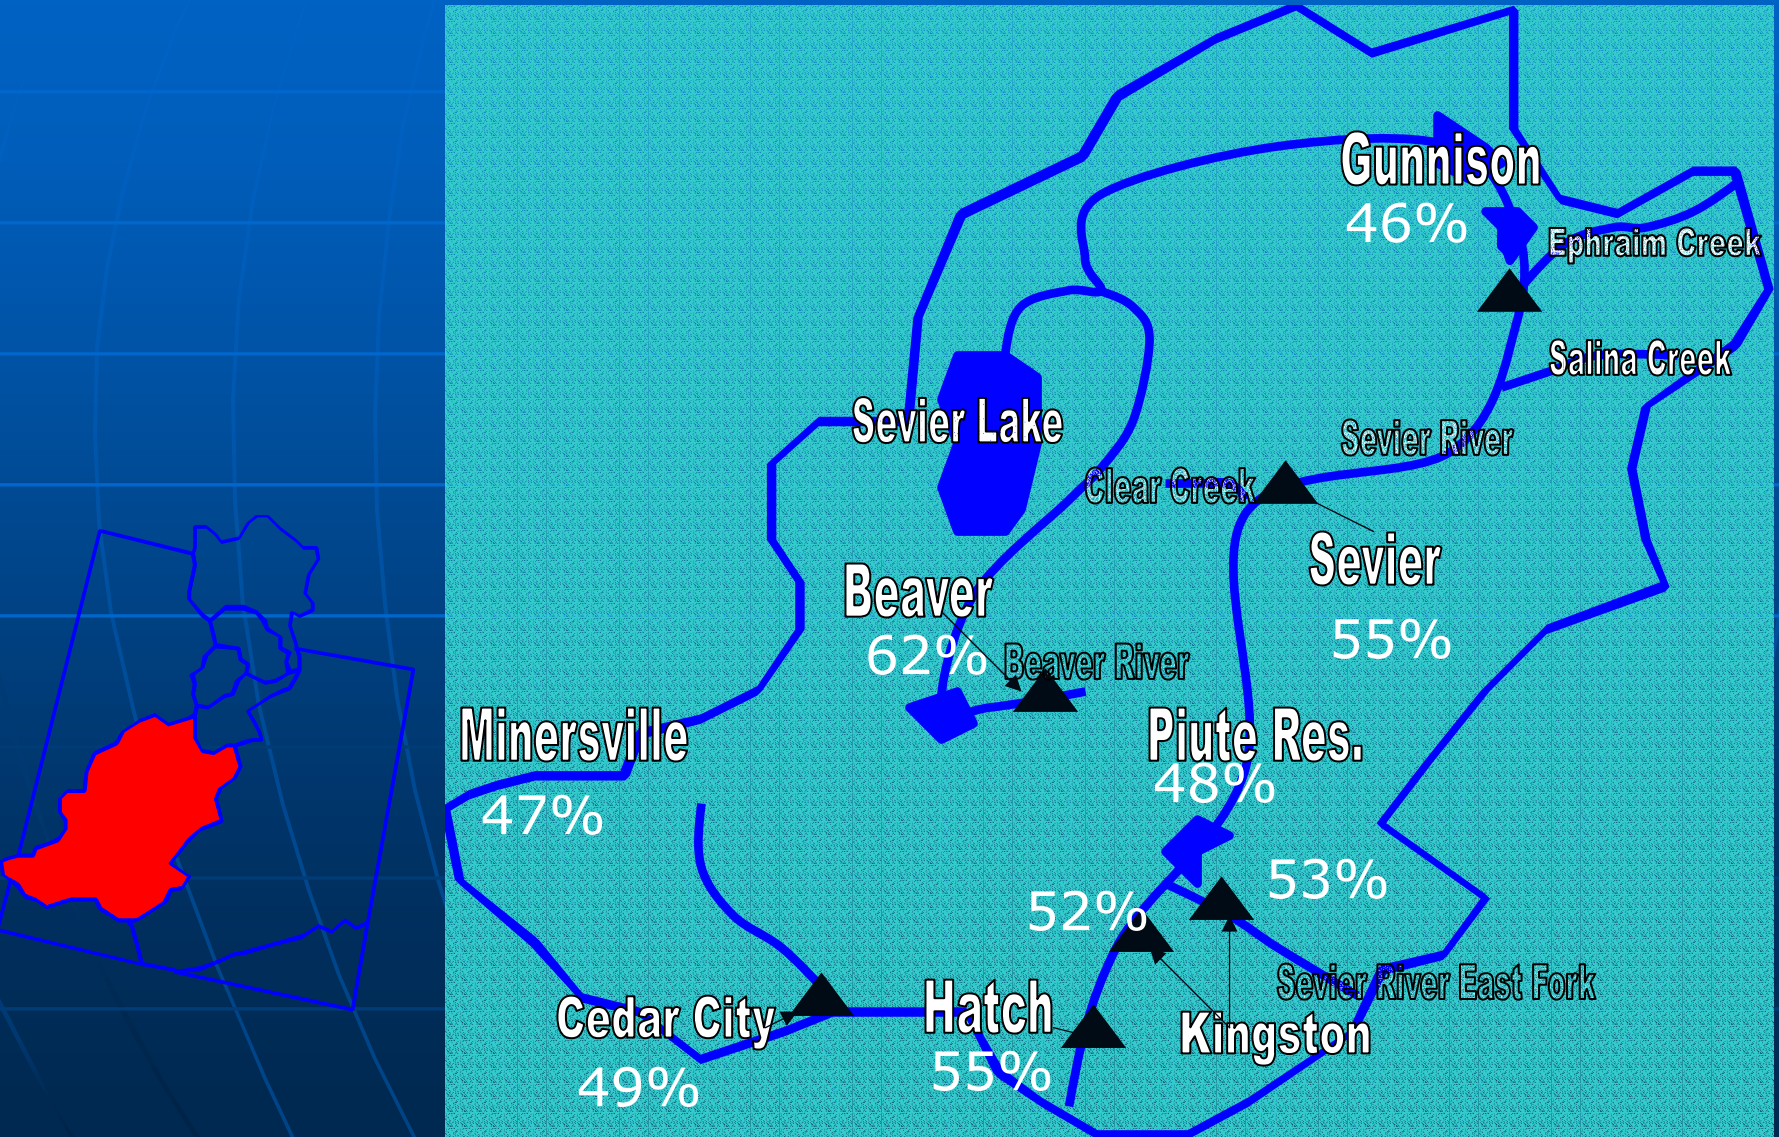 Gunnison
46%
Ephraim Creek
Salina Creek
Sevier Lake
Sevier River
Clear Creek
Sevier
55%
Beaver
62%
Beaver River
Minersville
47%
Piute Res.
48%
53%
52%
Sevier River East Fork
Cedar City
49%
Hatch
55%
Kingston